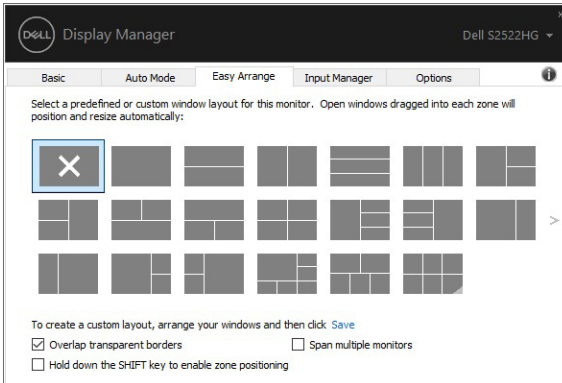 DELL Display Manager
Dell S2522HG
Basic Auto Mode Easy Arrange Input Manager Options
Select a predefined or custom window layout for this monitor. Open windows dragged into each zone will
position and resize automatically:
To create a custom layout, arrange your windows and then click Save
Overlap transparent borders
Span multiple monitors
Hold down the SHIFT key to enable zone positioning